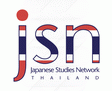 jsn
Japanese Studies Network
THAILAND